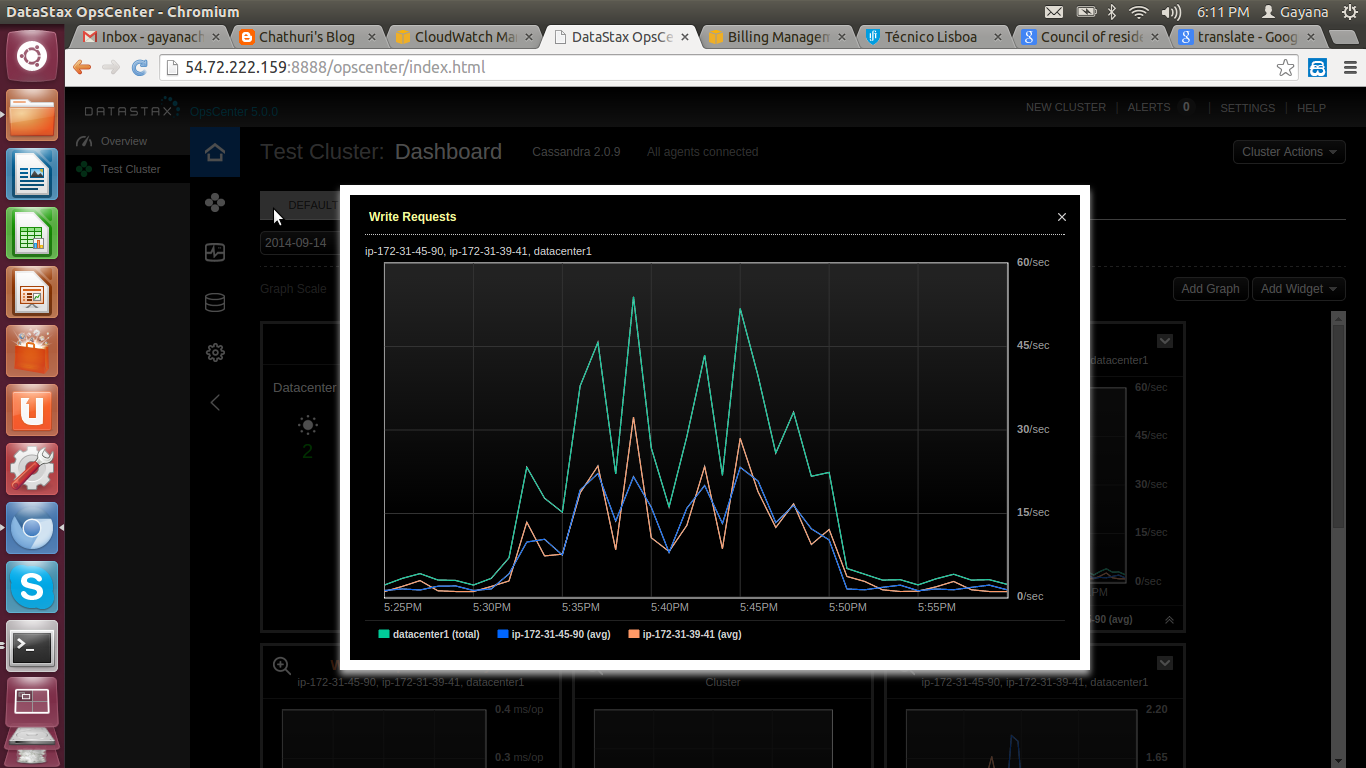 DataStax OpsCenter - Chromium
6:11 PM Gayana
Inbox - gayanach
Chathuri's Blog
CloudWatch Ma
DataStax OpsCe
Billing Managem
Técnico Lisboa
Council of reside
translate - Goog
54.72.222.159:8888/opscenter/index.html
DATASTAX OpsCenter 5.0.0
NEW CLUSTER | ALERTS 0 | SETTINGS | HELP
Overview
Test Cluster
Test Cluster: Dashboard Cassandra 2.0.9 All agents connected
Cluster Actions
DEFAULT
2014-09-14
Graph Scale
Add Graph
Add Widget
Write Requests
ip-172-31-45-90, ip-172-31-39-41, datacenter1
60/sec
45/sec
30/sec
15/sec
0/sec
5:25PM 5:30PM 5:35PM 5:40PM 5:45PM 5:50PM 5:55PM
datacenter1 (total) ip-172-31-45-90 (avg) ip-172-31-39-41 (avg)
Datacenter
2
datacenter1
60/sec
45/sec
30/sec
15/sec
0/sec
PM
-90 (avg)
ip-172-31-45-90, ip-172-31-39-41, datacenter1
0.4 ms/op
0.3 ms/op
Cluster
ip-172-31-45-90, ip-172-31-39-41, datacenter1
2.20
1.65